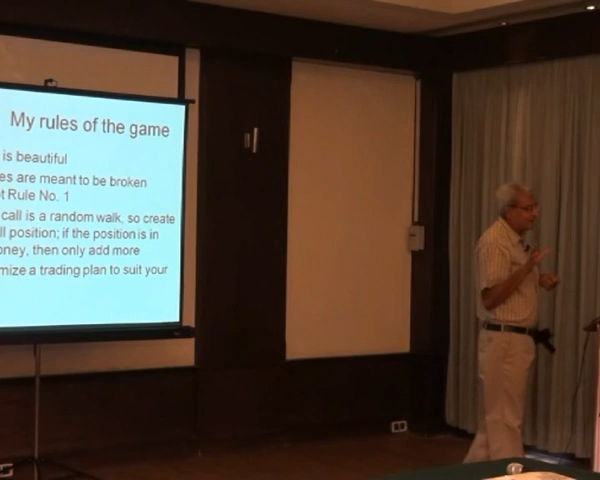 My rules of the game
is beautiful
es are meant to be broken
t Rule No. 1
call is a random walk, so create
ll position; if the position is in
oney, then only add more
mize a trading plan to suit your